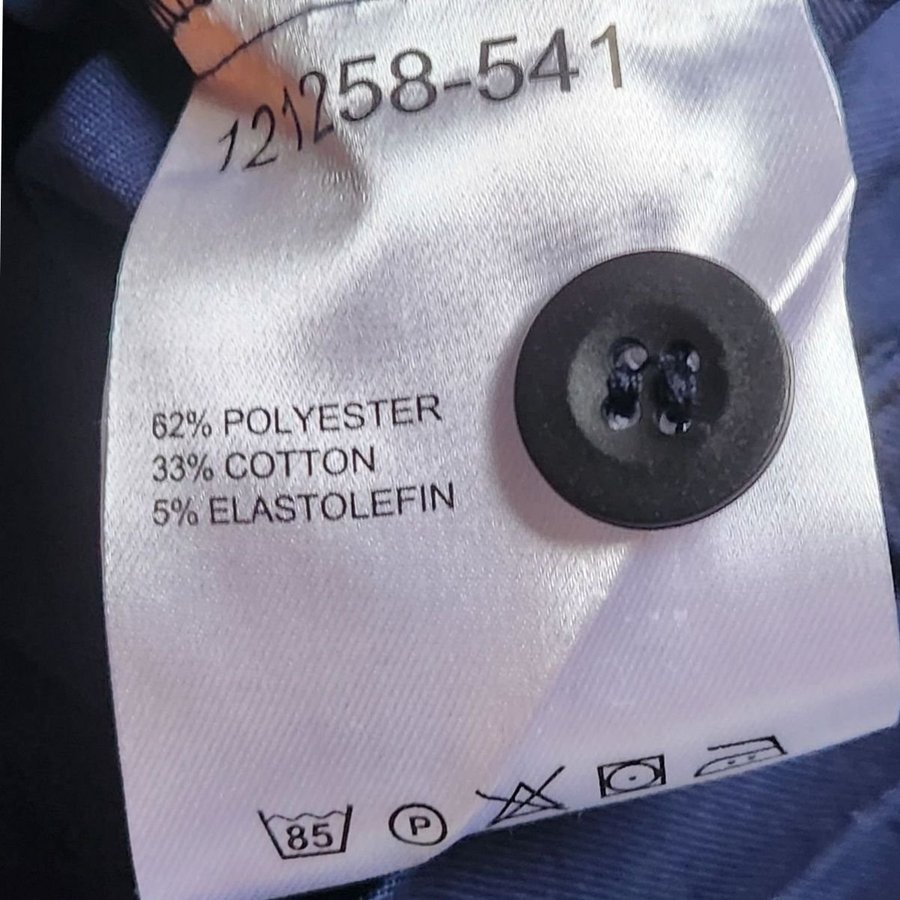 121258-541
62% POLYESTER
33% COTTON
5% ELASTOLEFIN
85 P